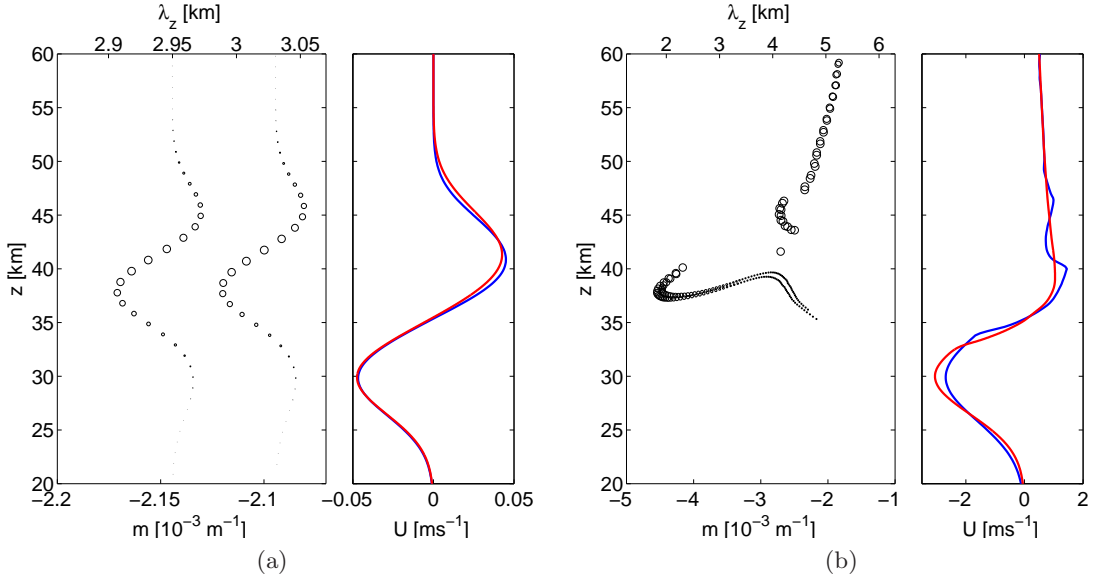 λz [km]
2.9 2.95 3 3.05
60
55
50
45
40
35
30
25
20
z [km]
−2.2 −2.15 −2.1
m [10−3 m−1]
−0.05 0 0.05
U [ms−1]
(a)
λz [km]
2 3 4 5 6
60
55
50
45
40
35
30
25
20
z [km]
−5 −4 −3 −2 −1
m [10−3 m−1]
−2 0 2
U [ms−1]
(b)